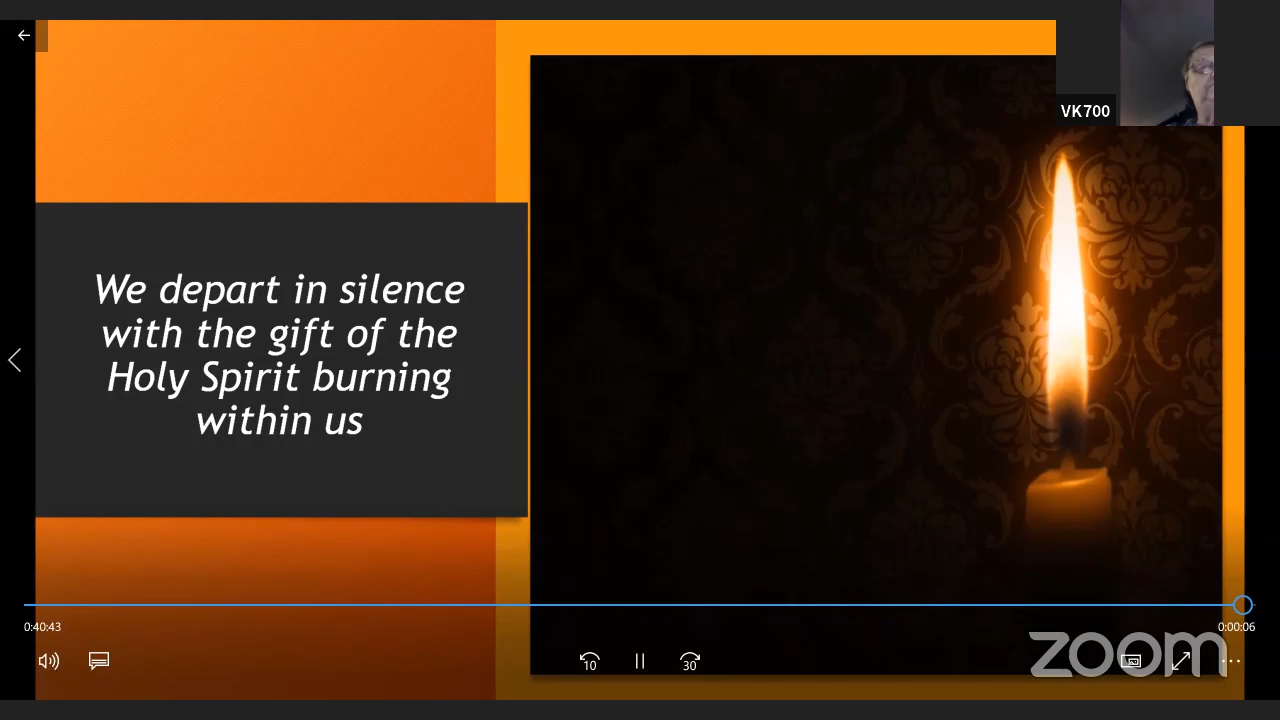 VK700
We depart in silence
with the gift of the
Holy Spirit burning
within us
0:40:43
0:00:06
10
30
zoom